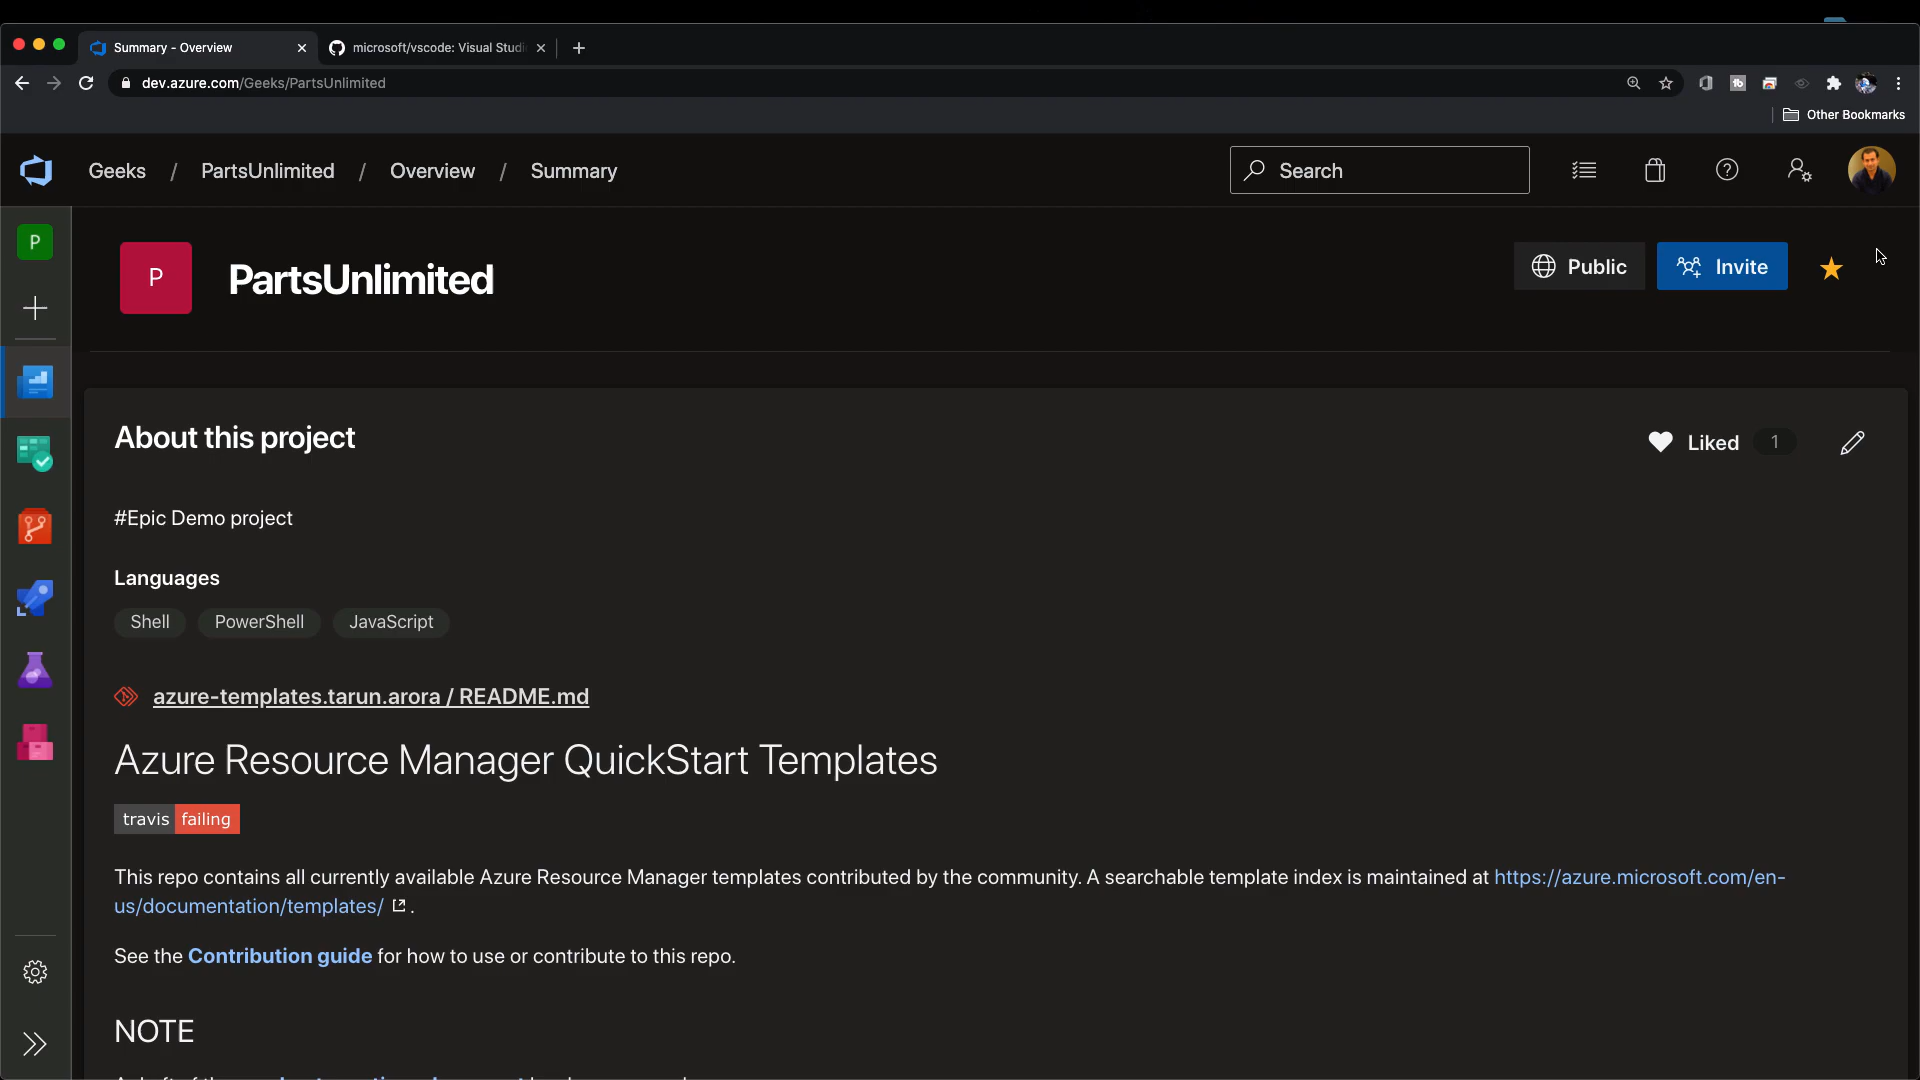 Summary - Overview
microsoft/vscode: Visual Studi
dev.azure.com/Geeks/PartsUnlimited
Other Bookmarks
Geeks / PartsUnlimited / Overview / Summary
Search
P
P
PartsUnlimited
Public
Invite
About this project
Liked 1
#Epic Demo project
Languages
Shell PowerShell JavaScript
azure-templates.tarun.arora / README.md
Azure Resource Manager QuickStart Templates
travis failing
This repo contains all currently available Azure Resource Manager templates contributed by the community. A searchable template index is maintained at https://azure.microsoft.com/en-
us/documentation/templates/ .
See the Contribution guide for how to use or contribute to this repo.
NOTE